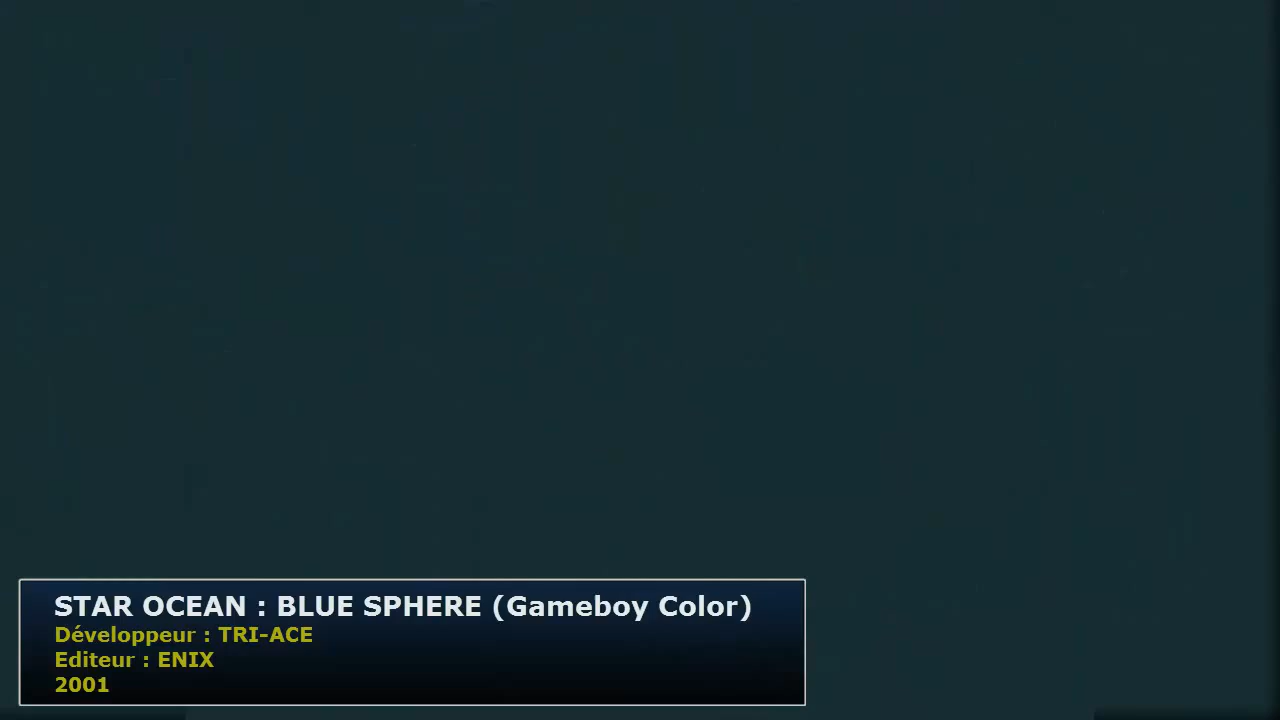 STAR OCEAN : BLUE SPHERE (Gameboy Color)
Développeur : TRI-ACE
Editeur : ENIX
2001